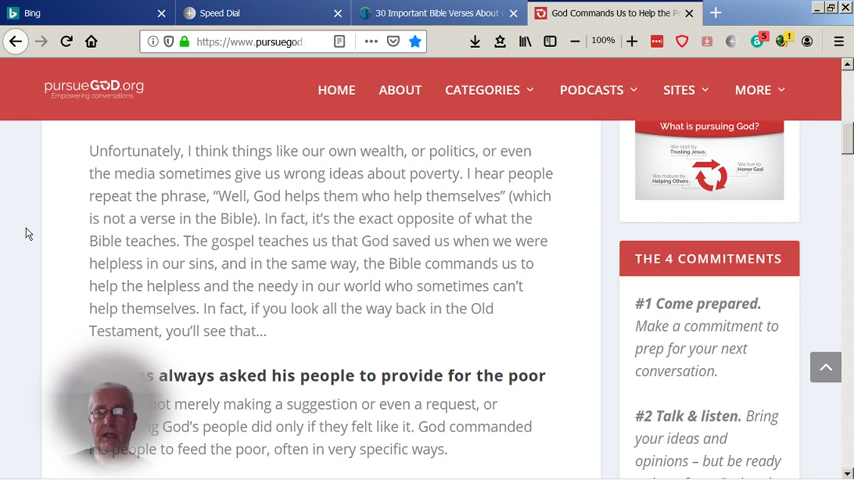 Bing
Speed Dial
30 Important Bible Verses About
God Commands Us to Help the Po
https://www.pursuegod.
100%
5
pursueGOD.org
Empowering conversations
HOME ABOUT CATEGORIES PODCASTS SITES MORE
Unfortunately, I think things like our own wealth, or politics, or even
the media sometimes give us wrong ideas about poverty. I hear people
repeat the phrase, “Well, God helps them who help themselves” (which
is not a verse in the Bible). In fact, it’s the exact opposite of what the
Bible teaches. The gospel teaches us that God saved us when we were
helpless in our sins, and in the same way, the Bible commands us to
help the helpless and the needy in our world who sometimes can’t
help themselves. In fact, if you look all the way back in the Old
Testament, you’ll see that…
always asked his people to provide for the poor
not merely making a suggestion or even a request, or
God’s people did only if they felt like it. God commanded
his people to feed the poor, often in very specific ways.
What is pursuing God?
We start by
Trusting Jesus
We live to
Honor God
We mature by
Helping Others
THE 4 COMMITMENTS
#1 Come prepared.
Make a commitment to
prep for your next
conversation.
#2 Talk & listen. Bring
your ideas and
opinions – but be ready